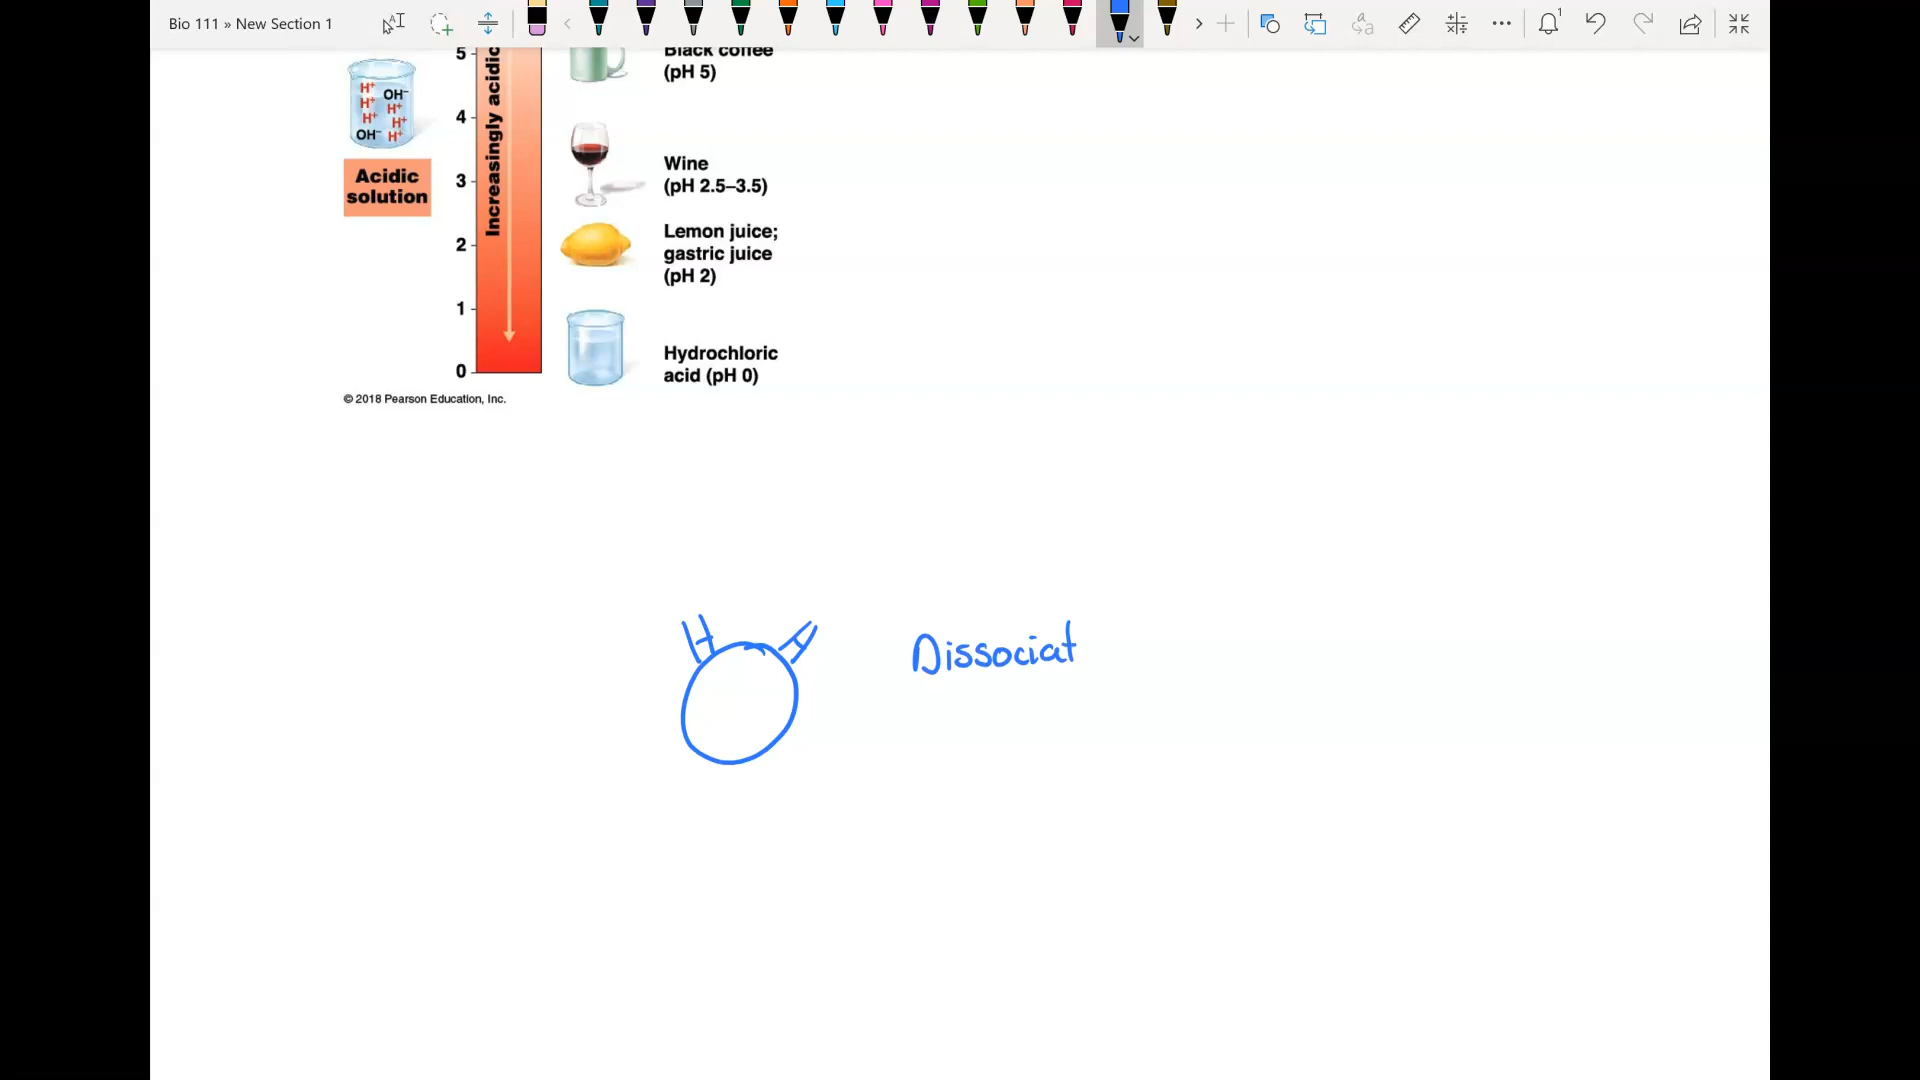 Bio 111 » New Section 1
5
Black coffee
(pH 5)
Increasingly acidic
H⁺
OH⁻
H⁺
H⁺
H⁺
H⁺
OH⁻
H⁺
4
Wine
(pH 2.5–3.5)
Acidic
solution
3
Lemon juice;
gastric juice
(pH 2)
2
1
Hydrochloric
acid (pH 0)
0
© 2018 Pearson Education, Inc.
H
H
Dissociat